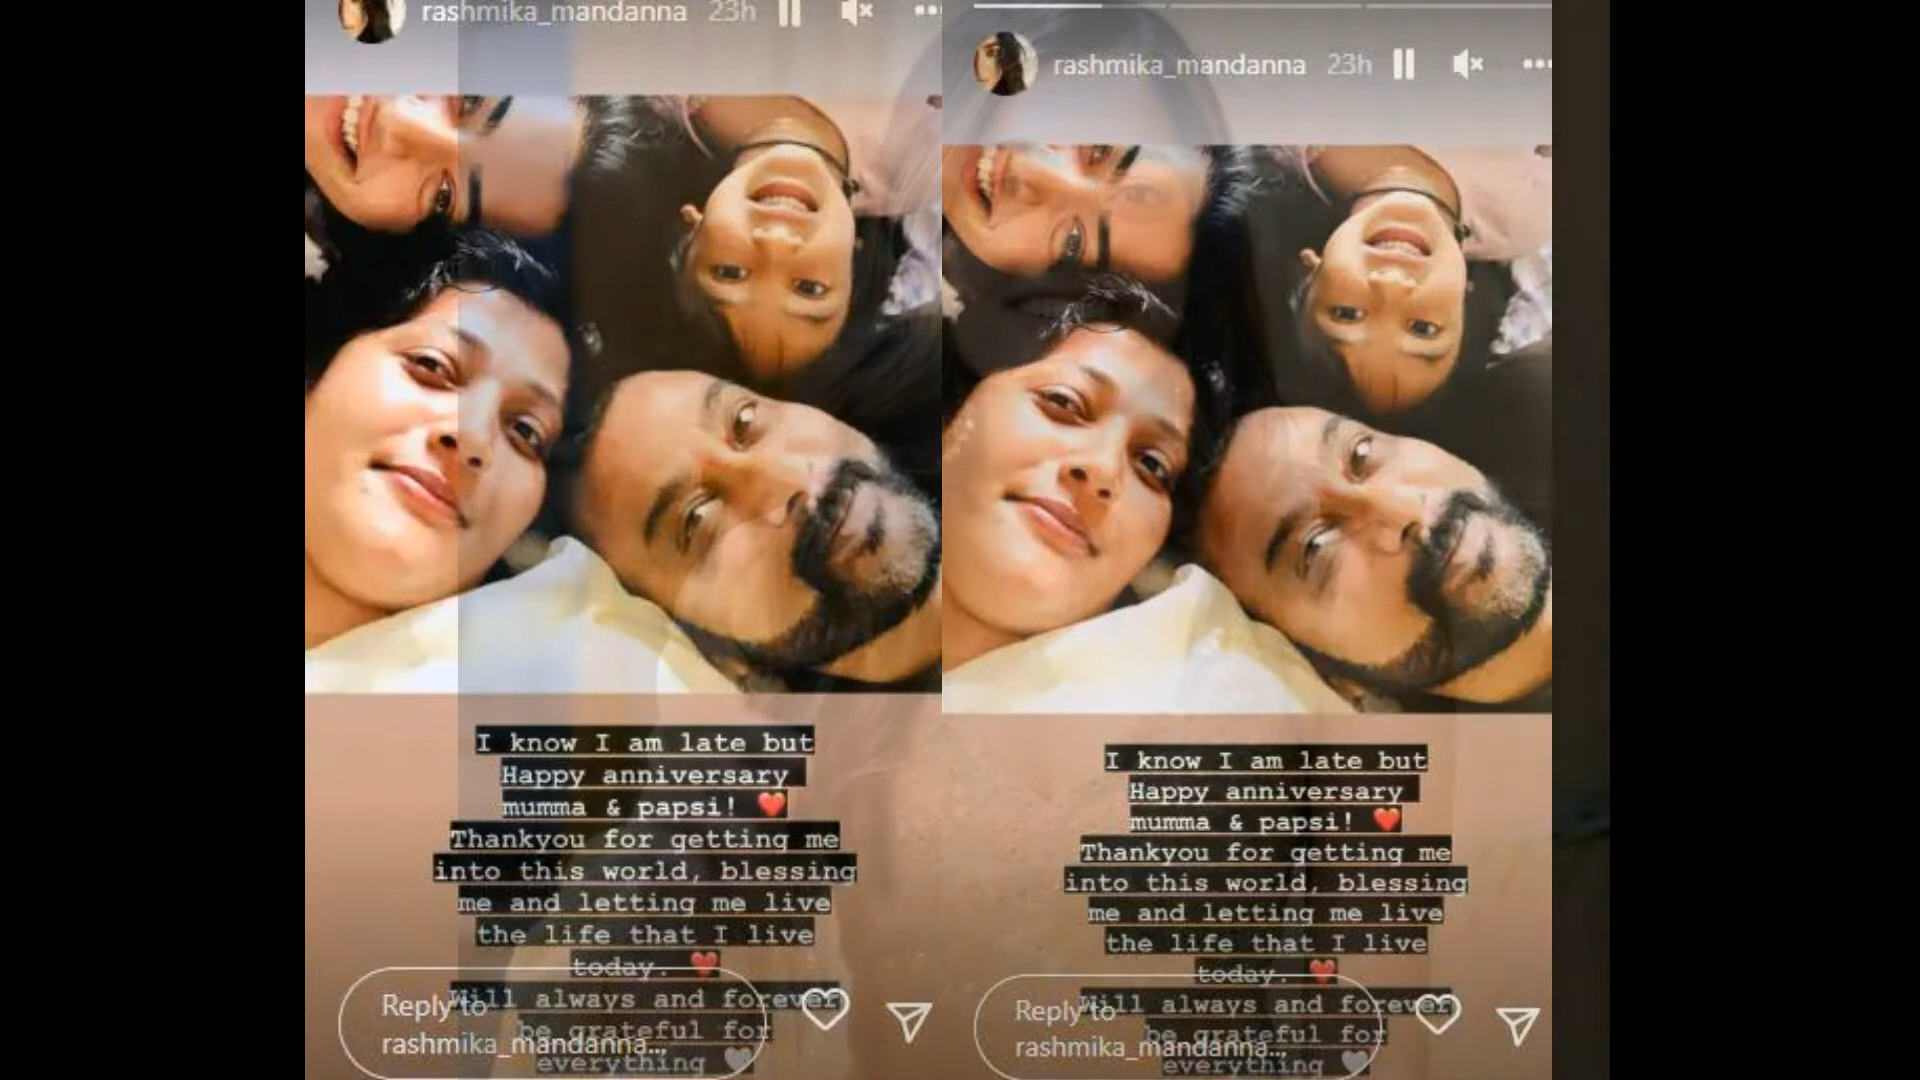 rashmika_mandanna 23h
I know I am late but
Happy anniversary
mumma & papsi! ❤️
Thankyou for getting me
into this world, blessing
me and letting me live
the life that I live
today. ❤️
Will always and forever
be grateful for
everything 🤍
Reply to
rashmika_mandanna...
rashmika_mandanna 23h
I know I am late but
Happy anniversary
mumma & papsi! ❤️
Thankyou for getting me
into this world, blessing
me and letting me live
the life that I live
today. ❤️
Will always and forever
be grateful for
everything 🤍
Reply to
rashmika_mandanna...